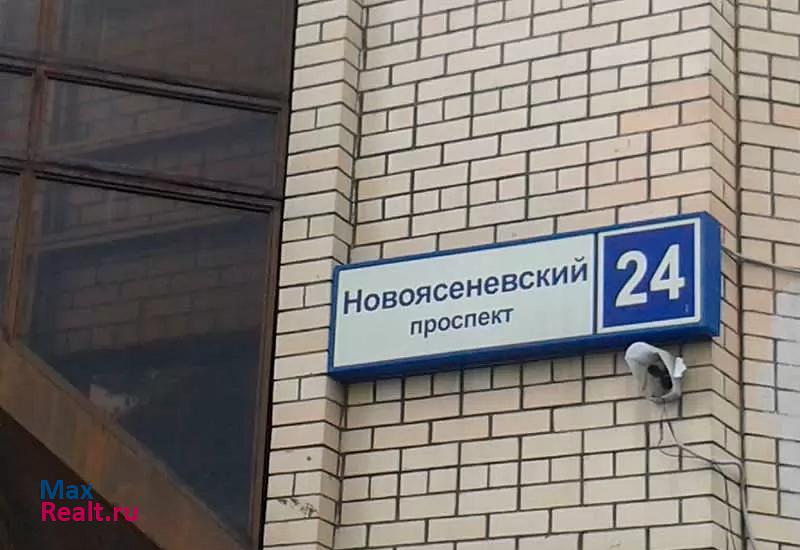 Новоясеневский
проспект
24
Max
Realt.ru